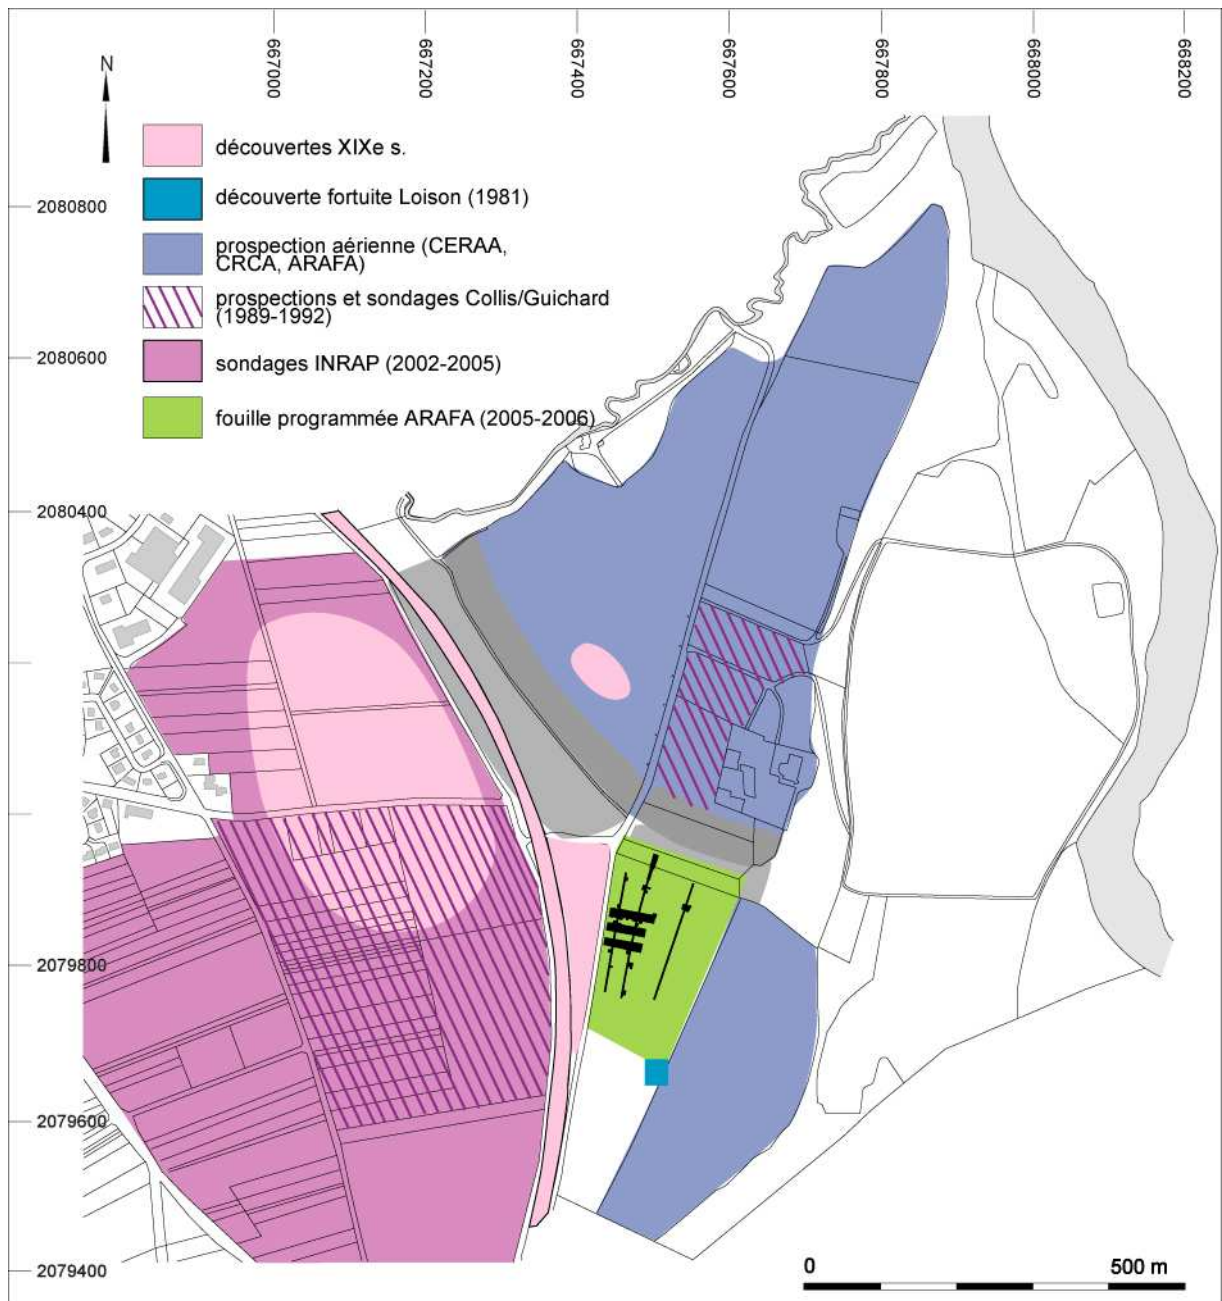 667000
667200
667400
667600
667800
668000
668200
N
découvertes XIXe s.
découverte fortuite Loison (1981)
2080800
prospection aérienne (CERAA,
CRCA, ARAFA)
prospections et sondages Collis/Guichard
(1989-1992)
2080600
sondages INRAP (2002-2005)
fouille programmée ARAFA (2005-2006)
2080400
2079800
2079600
2079400
0 500 m